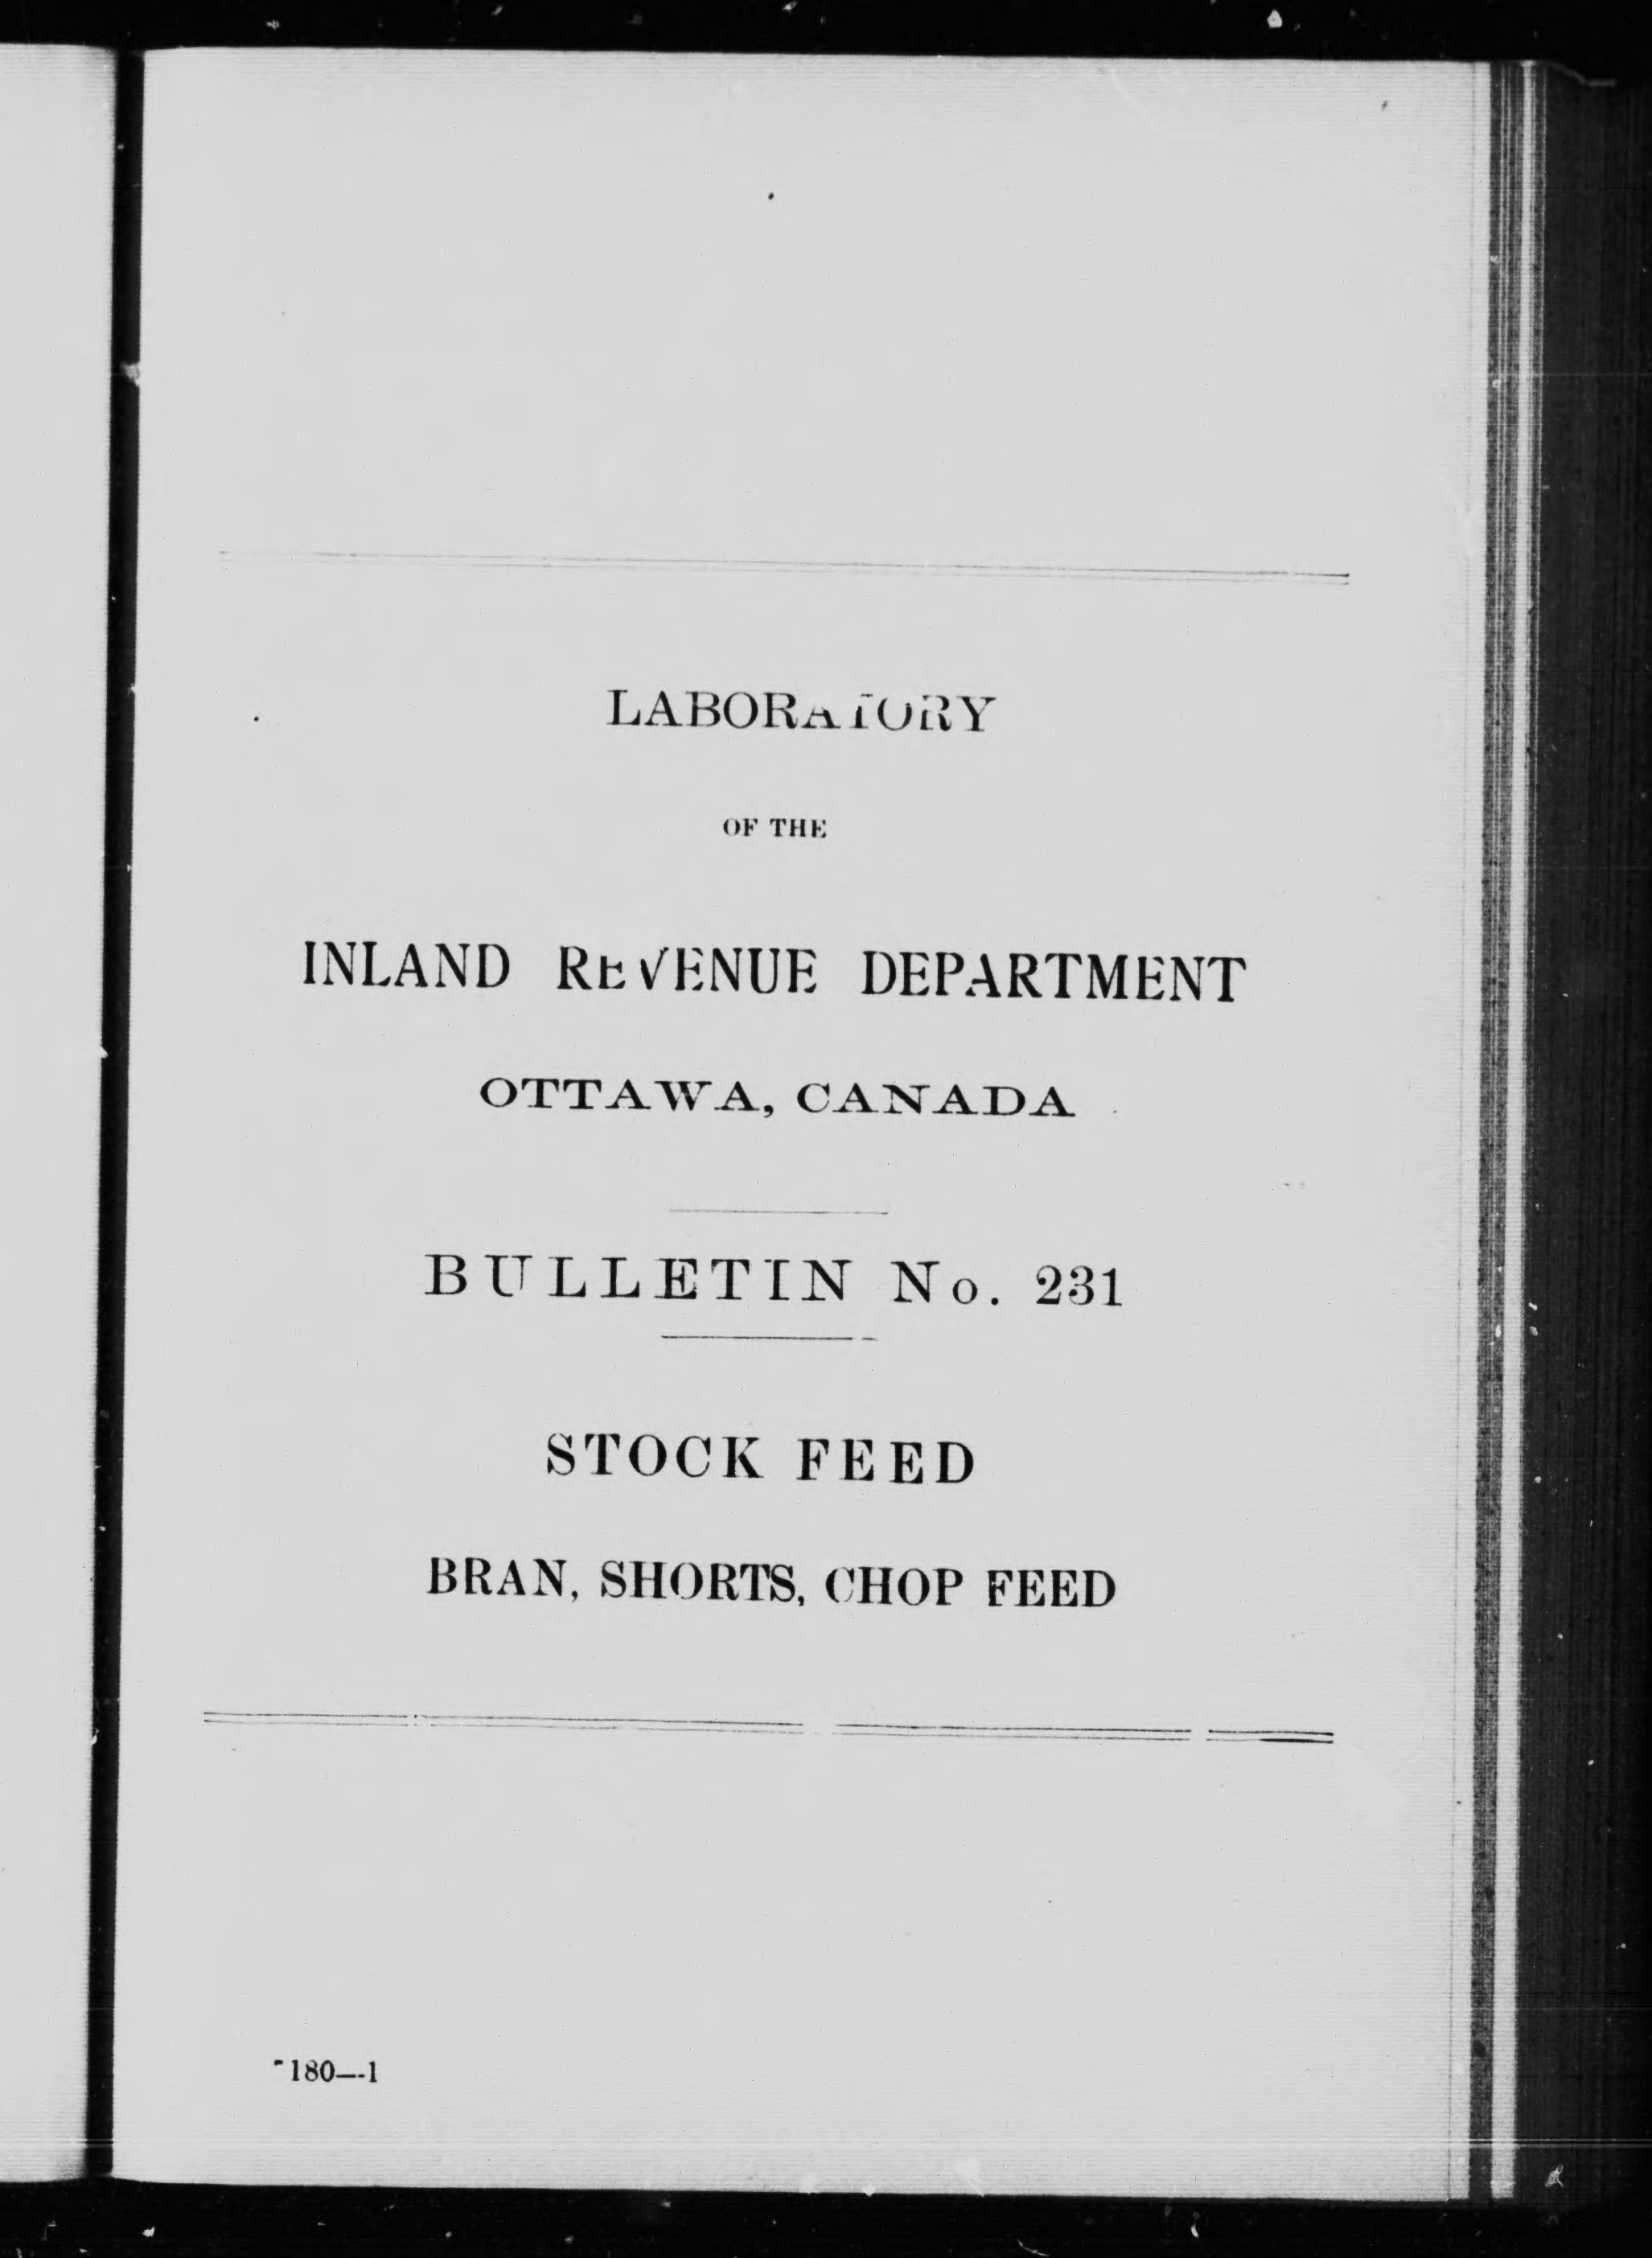 LABORATORY
OF THE
INLAND REVENUE DEPARTMENT
OTTAWA, CANADA
BULLETIN No. 231
STOCK FEED
BRAN, SHORTS, CHOP FEED
180—1